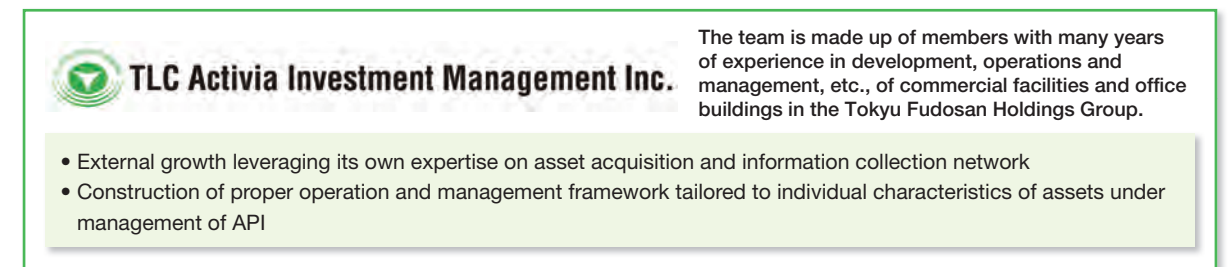 TLC Activia Investment Management Inc.
The team is made up of members with many years
of experience in development, operations and
management, etc., of commercial facilities and office
buildings in the Tokyu Fudosan Holdings Group.
• External growth leveraging its own expertise on asset acquisition and information collection network
• Construction of proper operation and management framework tailored to individual characteristics of assets under
management of API